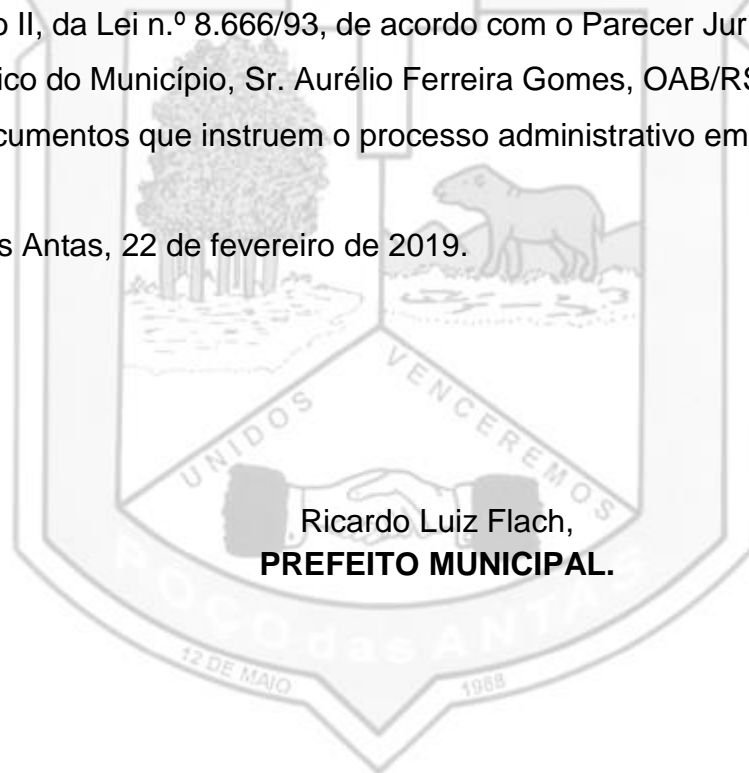 o II, da Lei n.º 8.666/93, de acordo com o Parecer Jur
ico do Município, Sr. Aurélio Ferreira Gomes, OAB/RS
cumentos que instruem o processo administrativo em
s Antas, 22 de fevereiro de 2019.
UNIDOS VENCEREMOS
Ricardo Luiz Flach,
PREFEITO MUNICIPAL.
POÇO das ANTAS
12 DE MAIO 1988